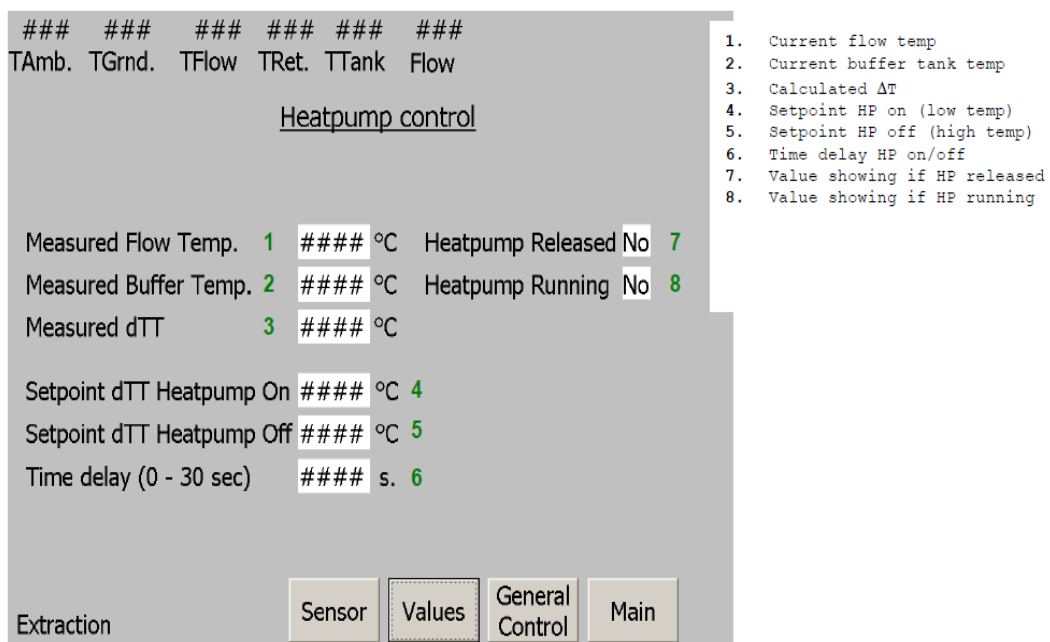 ### ### ### ### ### ###
TAmb. TGrnd. TFlow TRet. TTank Flow
Heatpump control
Measured Flow Temp. 1 #### °C Heatpump Released No 7
Measured Buffer Temp. 2 #### °C Heatpump Running No 8
Measured dTT 3 #### °C
Setpoint dTT Heatpump On #### °C 4
Setpoint dTT Heatpump Off #### °C 5
Time delay (0 - 30 sec) #### s. 6
Extraction
Sensor
Values
General
Control
Main
1. Current flow temp
2. Current buffer tank temp
3. Calculated ΔT
4. Setpoint HP on (low temp)
5. Setpoint HP off (high temp)
6. Time delay HP on/off
7. Value showing if HP released
8. Value showing if HP running